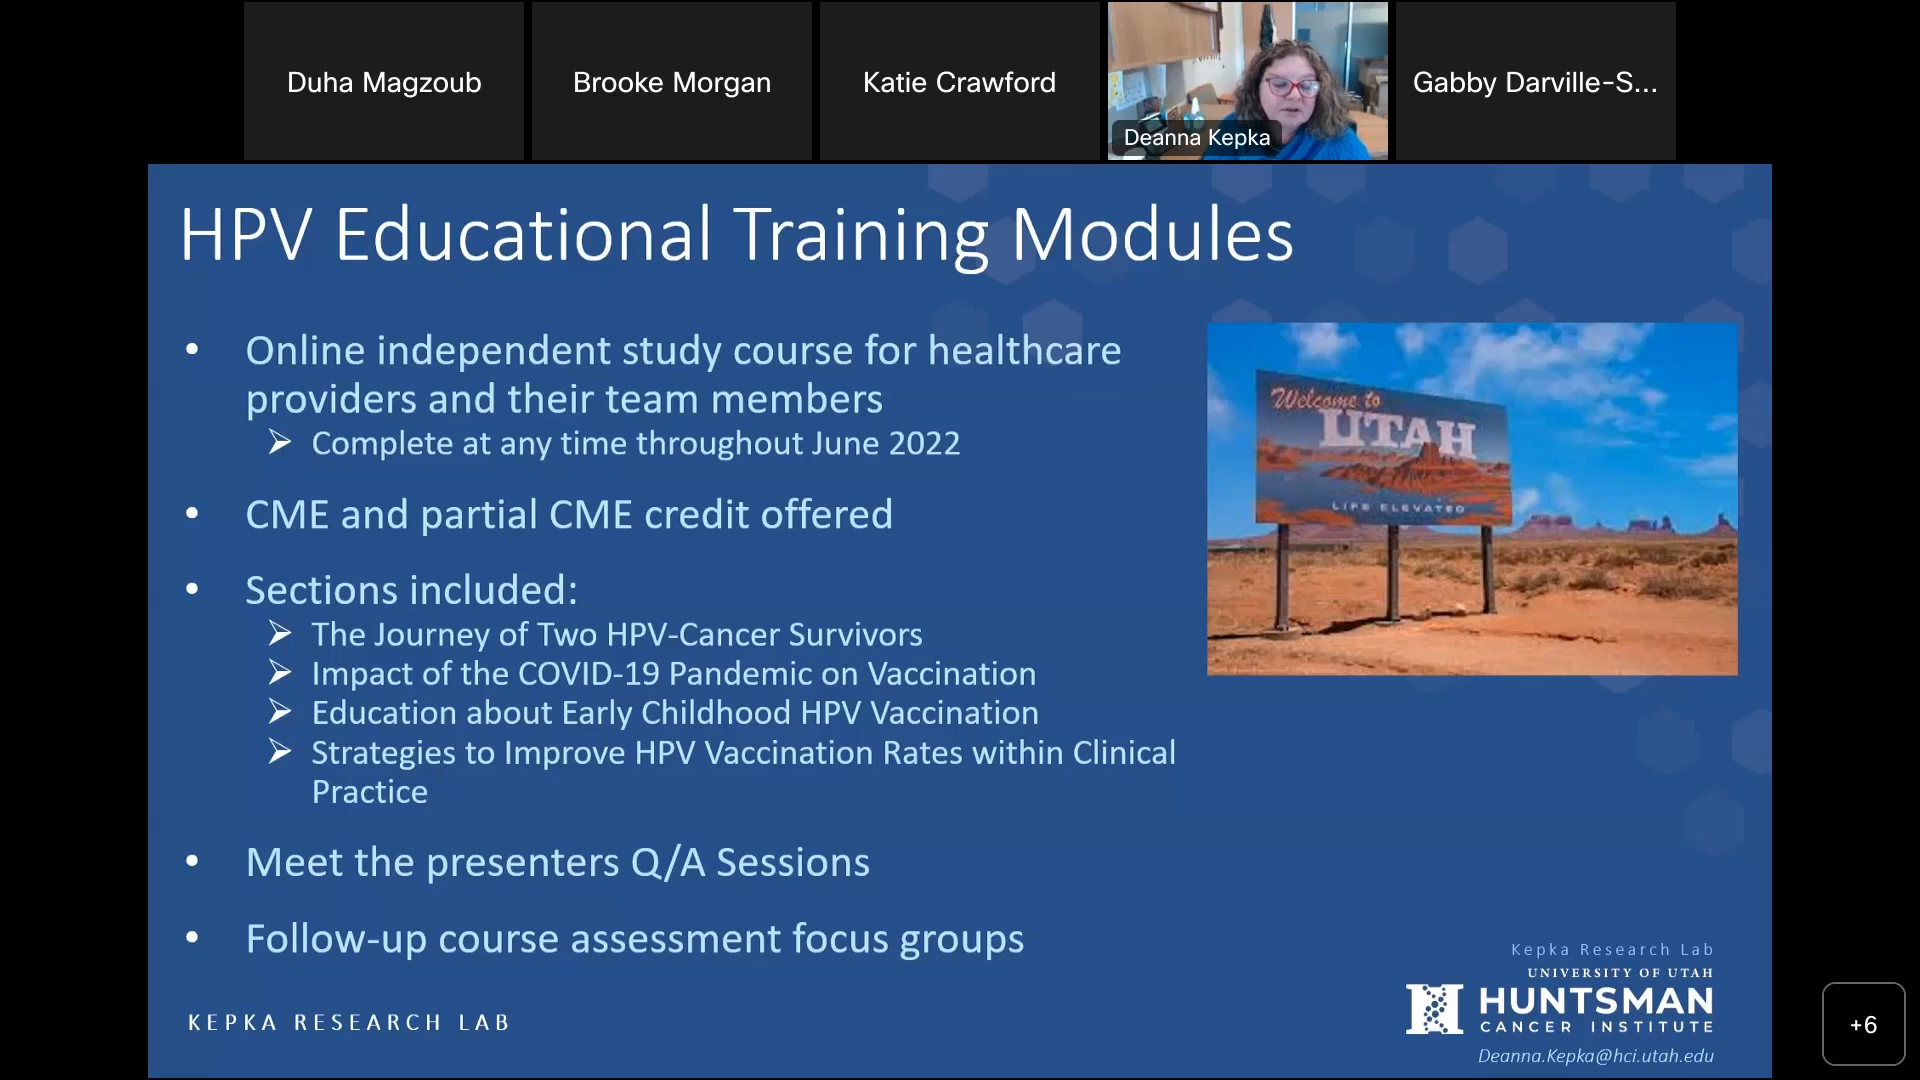 Duha Magzoub
Brooke Morgan
Katie Crawford
Deanna Kepka
Gabby Darville-S...
HPV Educational Training Modules
• Online independent study course for healthcare
providers and their team members
➢ Complete at any time throughout June 2022
• CME and partial CME credit offered
• Sections included:
➢ The Journey of Two HPV-Cancer Survivors
➢ Impact of the COVID-19 Pandemic on Vaccination
➢ Education about Early Childhood HPV Vaccination
➢ Strategies to Improve HPV Vaccination Rates within Clinical
Practice
• Meet the presenters Q/A Sessions
• Follow-up course assessment focus groups
Welcome to
UTAH
LIFE ELEVATED
KEPKA RESEARCH LAB
Kepka Research Lab
UNIVERSITY OF UTAH
HUNTSMAN
CANCER INSTITUTE
Deanna.Kepka@hci.utah.edu
+6